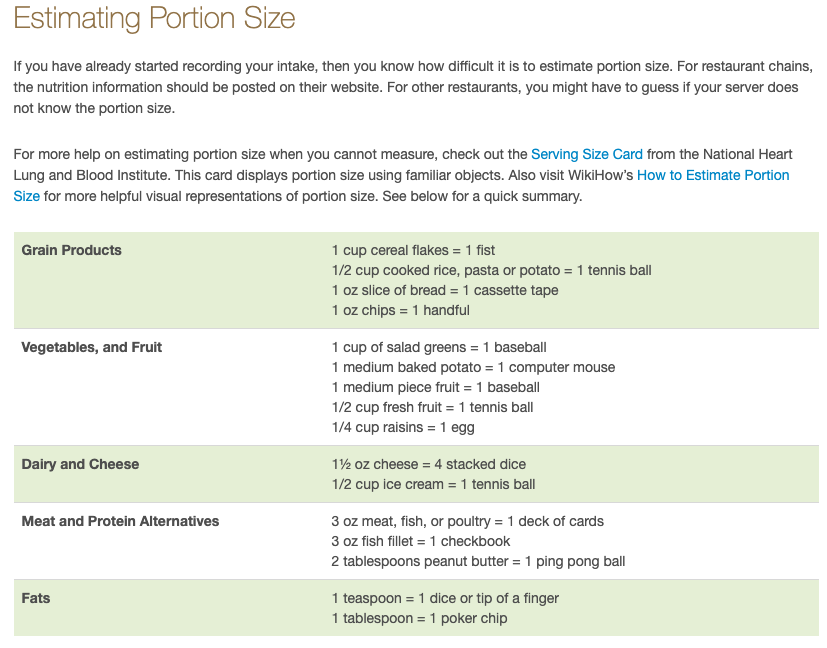 Estimating Portion Size
If you have already started recording your intake, then you know how difficult it is to estimate portion size. For restaurant chains,
the nutrition information should be posted on their website. For other restaurants, you might have to guess if your server does
not know the portion size.
For more help on estimating portion size when you cannot measure, check out the Serving Size Card from the National Heart
Lung and Blood Institute. This card displays portion size using familiar objects. Also visit WikiHow's How to Estimate Portion
Size for more helpful visual representations of portion size. See below for a quick summary.
Grain Products
1 cup cereal flakes = 1 fist
1/2 cup cooked rice, pasta or potato = 1 tennis ball
1 oz slice of bread = 1 cassette tape
1 oz chips = 1 handful
Vegetables, and Fruit
1 cup of salad greens = 1 baseball
1 medium baked potato = 1 computer mouse
1 medium piece fruit = 1 baseball
1/2 cup fresh fruit = 1 tennis ball
1/4 cup raisins = 1 egg
Dairy and Cheese
1½ oz cheese = 4 stacked dice
1/2 cup ice cream = 1 tennis ball
Meat and Protein Alternatives
3 oz meat, fish, or poultry = 1 deck of cards
3 oz fish fillet = 1 checkbook
2 tablespoons peanut butter = 1 ping pong ball
Fats
1 teaspoon = 1 dice or tip of a finger
1 tablespoon = 1 poker chip